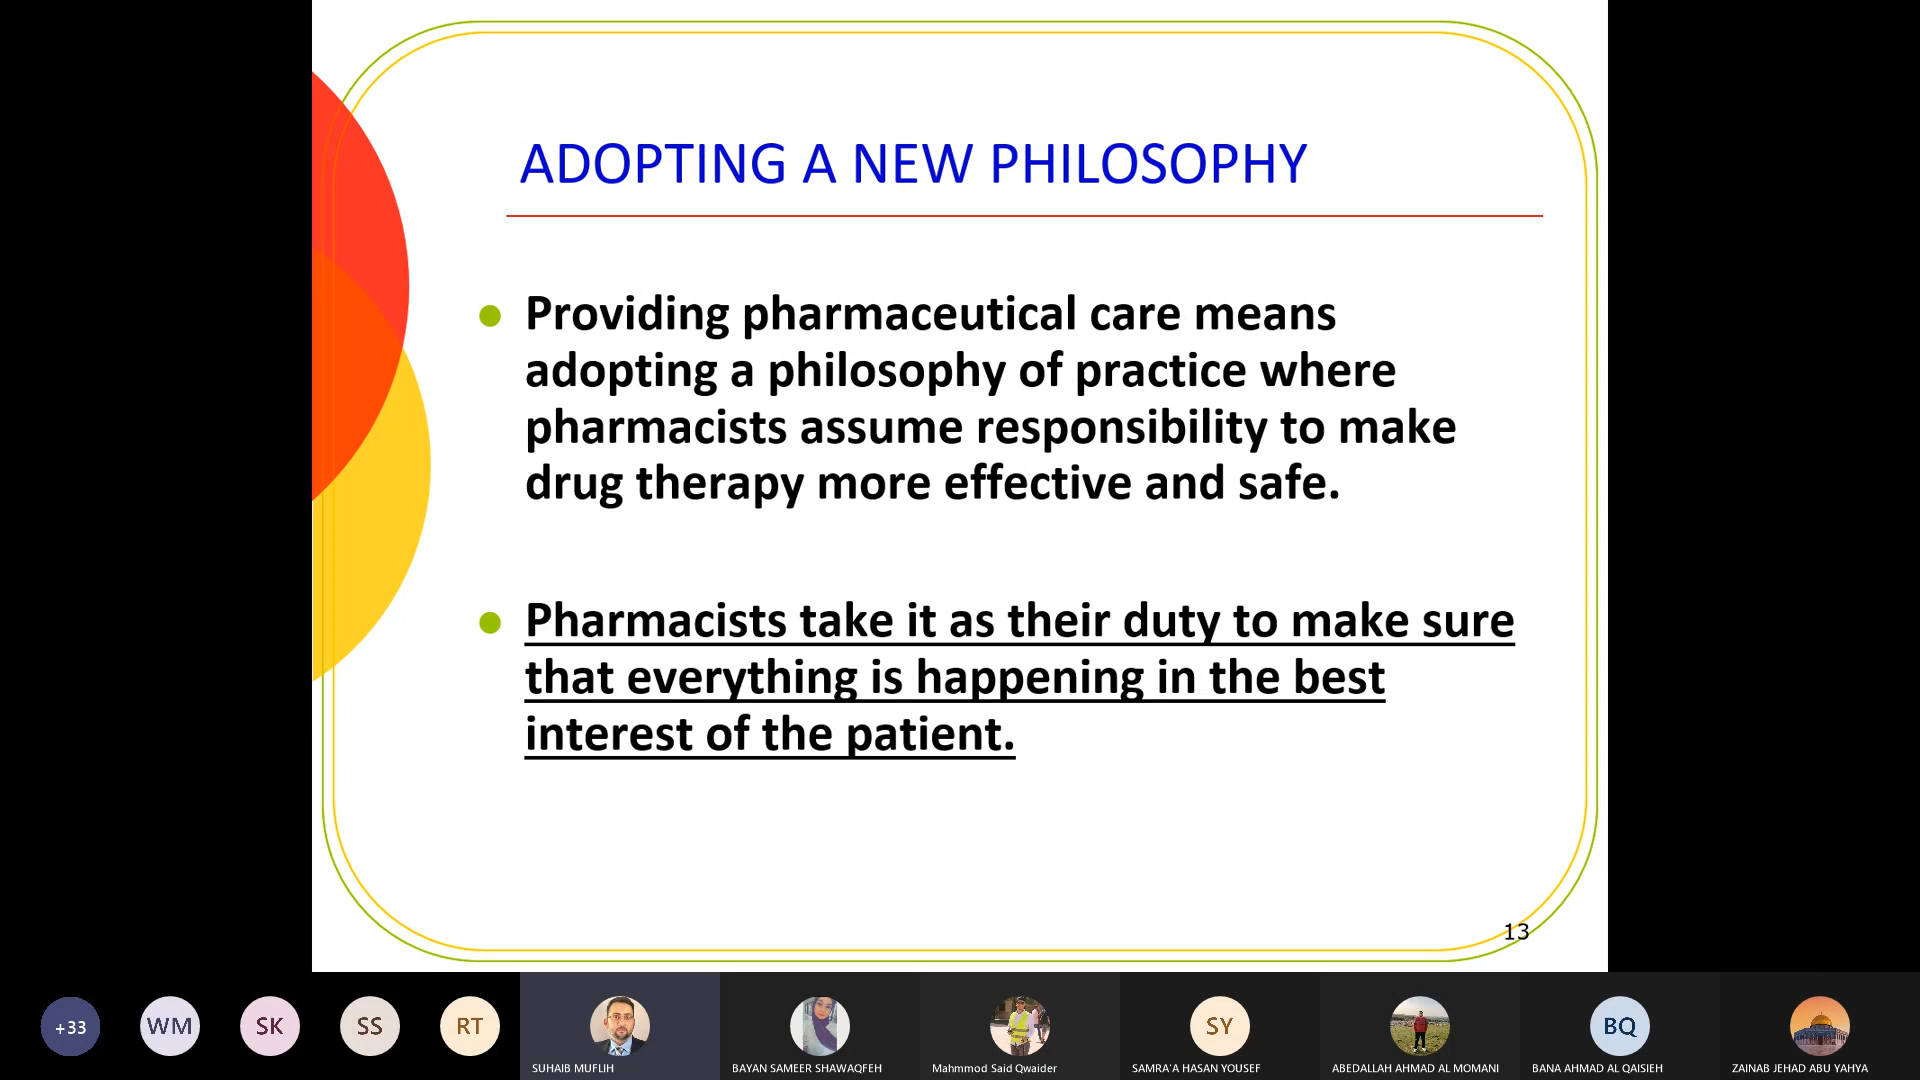 ADOPTING A NEW PHILOSOPHY
Providing pharmaceutical care means
adopting a philosophy of practice where
pharmacists assume responsibility to make
drug therapy more effective and safe.
Pharmacists take it as their duty to make sure
that everything is happening in the best
interest of the patient.
13
+33
WM
SK
SS
RT
SY
BQ
SUHAIB MUFLIH
BAYAN SAMEER SHAWAQFEH
Mahmmod Said Qwaider
SAMRA'A HASAN YOUSEF
ABEDALLAH AHMAD AL MOMANI
BANA AHMAD AL QAISIEH
ZAINAB JEHAD ABU YAHYA